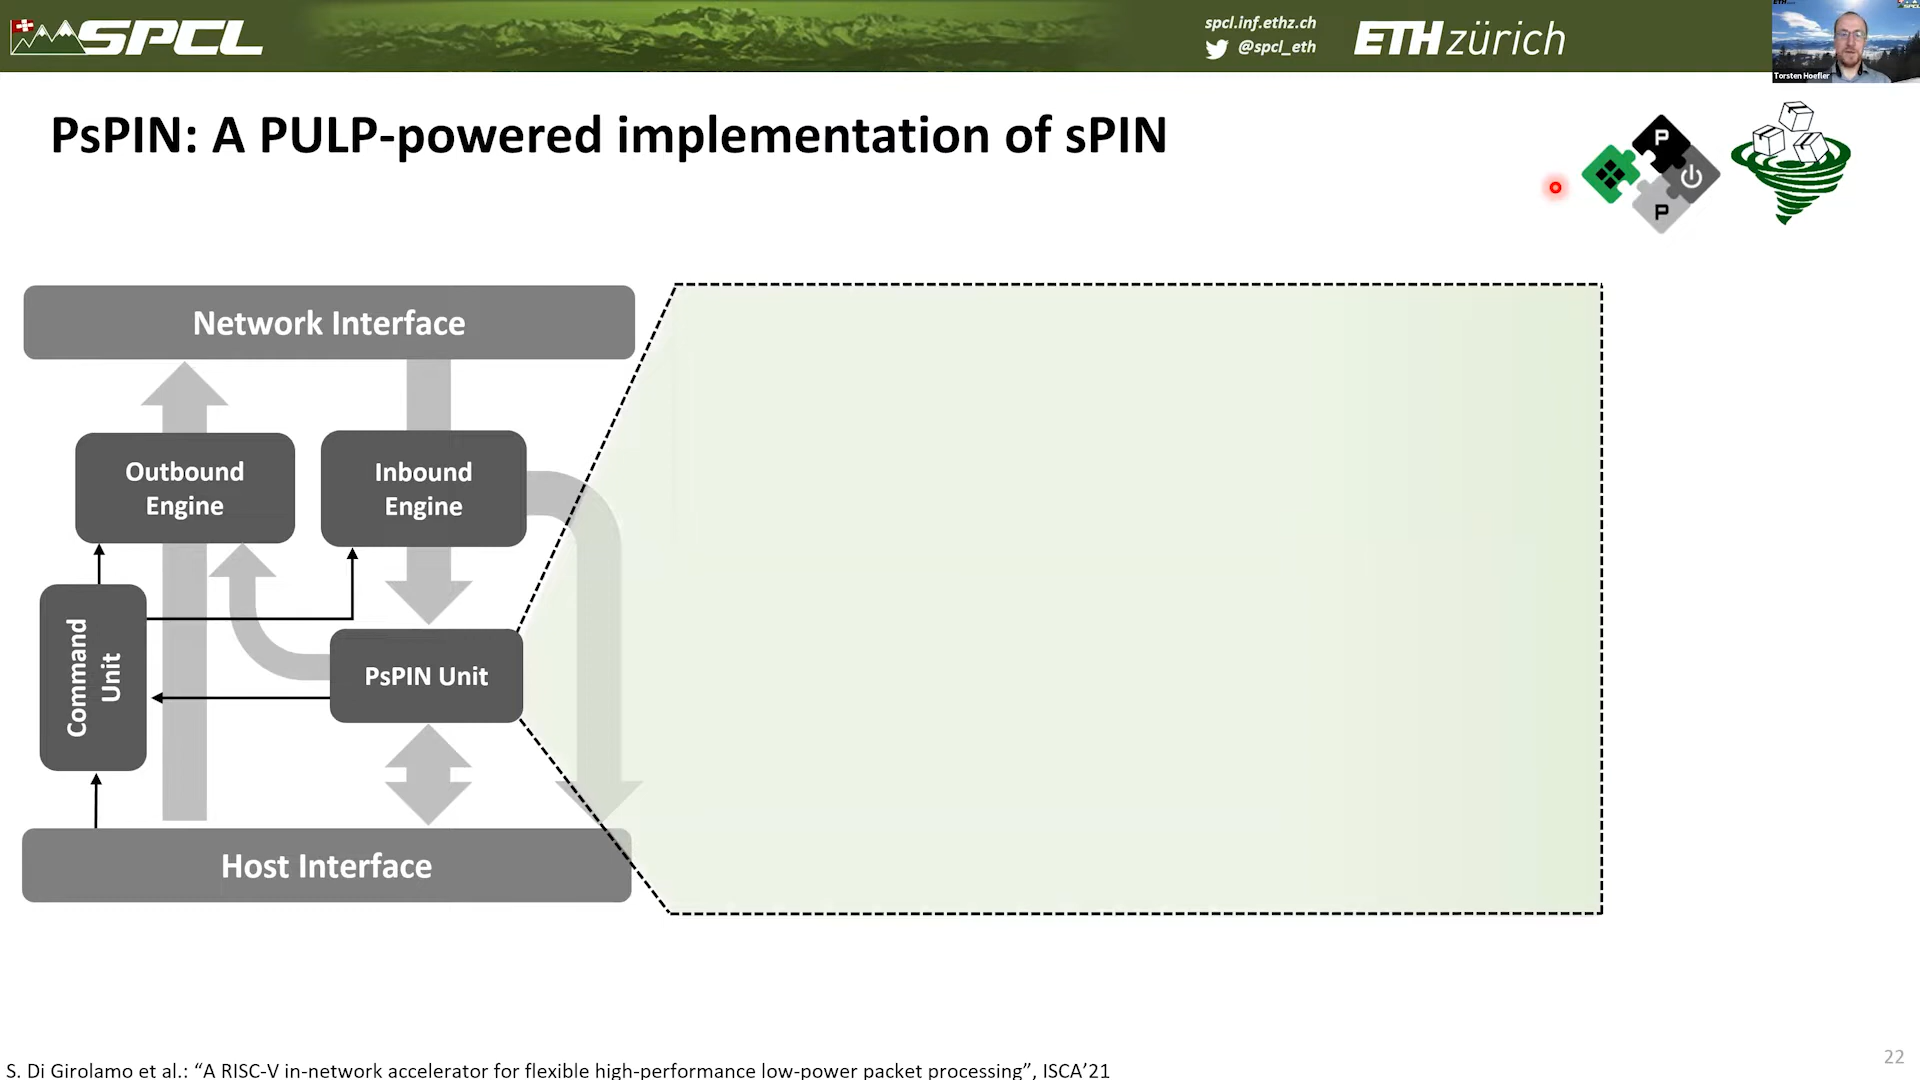 SPCL
spcl.inf.ethz.ch
@spcl_eth
ETH zürich
Torsten Hoefler
PsPIN: A PULP-powered implementation of sPIN
P
P
Network Interface
Outbound
Engine
Inbound
Engine
Command
Unit
PsPIN Unit
Host Interface
22
S. Di Girolamo et al.: “A RISC-V in-network accelerator for flexible high-performance low-power packet processing”, ISCA’21